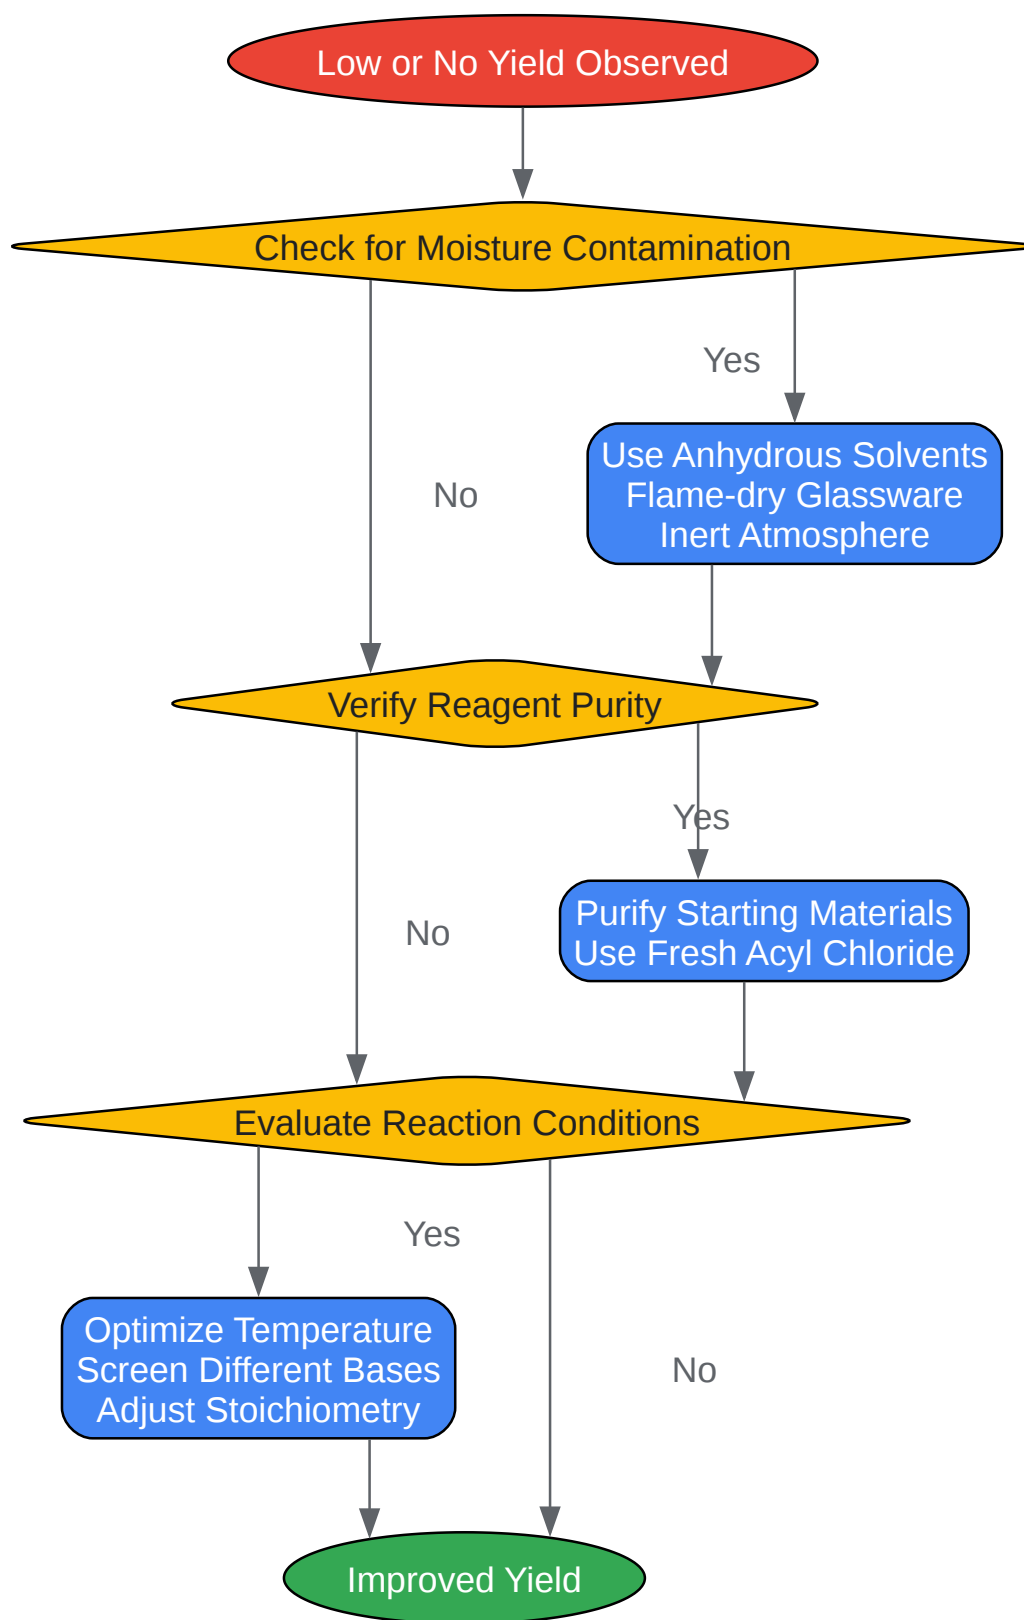 Low or No Yield Observed
Check for Moisture Contamination
Yes
Use Anhydrous Solvents
Flame-dry Glassware
Inert Atmosphere
No
Verify Reagent Purity
Yes
Purify Starting Materials
Use Fresh Acyl Chloride
No
Evaluate Reaction Conditions
Yes
Optimize Temperature
Screen Different Bases
Adjust Stoichiometry
No
Improved Yield